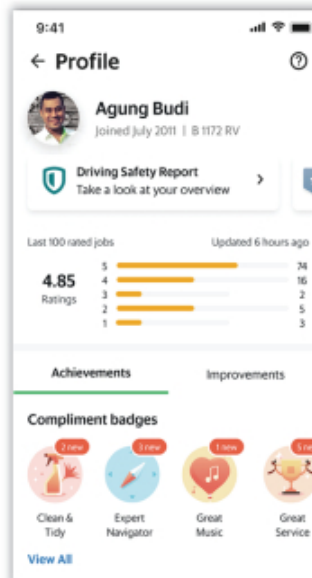 9:41
Profile
Agung Budi
Joined July 2011 | B 1172 RV
Driving Safety Report
Take a look at your overview
Last 100 rated jobs Updated 6 hours ago
4.85
Ratings
5 74
4 16
3 2
2 5
1 3
Achievements Improvements
Compliment badges
2 new 3 new 1 new 5 new
Clean & Tidy
Expert Navigator
Great Music
Great Service
View All